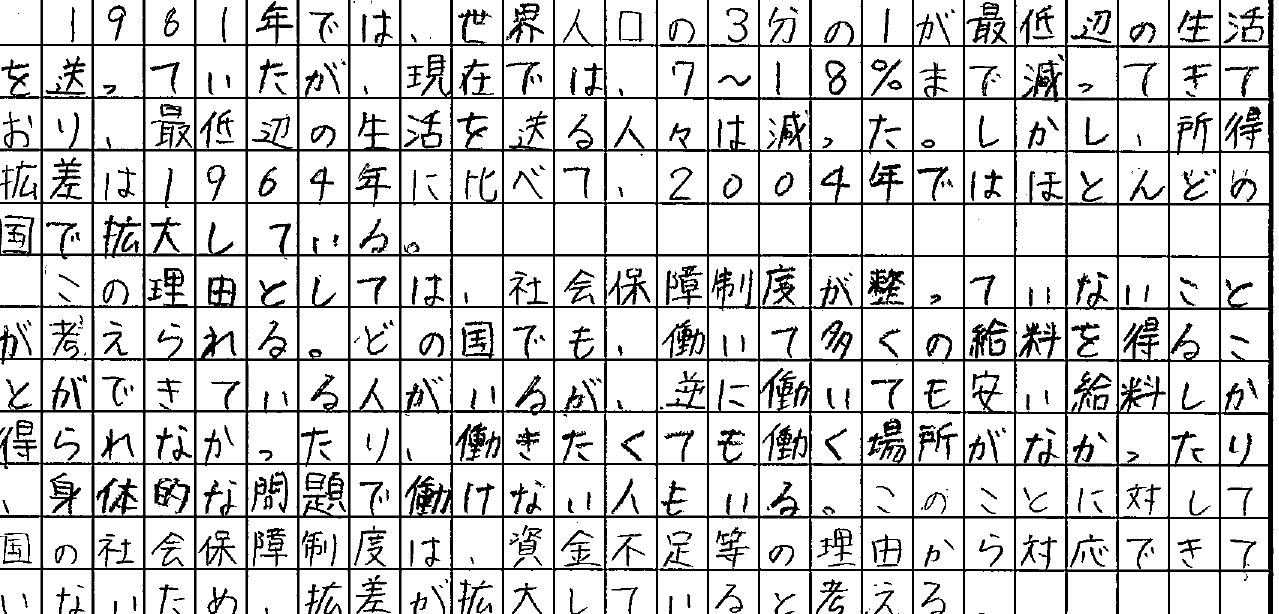 1981年では、世界人口の3分の1が最低辺の生活
を送っていたが、現在では、7〜18%まで減ってきて
おり、最低辺の生活を送る人々は減った。しかし、所得
拡差は1964年に比べて、2004年ではほとんどの
国で拡大している。
この理由としては、社会保障制度が整っていないこと
が考えられる。どの国でも、働いて多くの給料を得るこ
とができている人がいるが、逆に働いても安い給料しか
得られなかったり、働きたくても働く場所がなかったり
、身体的な問題で働けない人もいる。このことに対して
国の社会保障制度は、資金不足等の理由から対応できて
いないため、拡差が拡大していると考える。